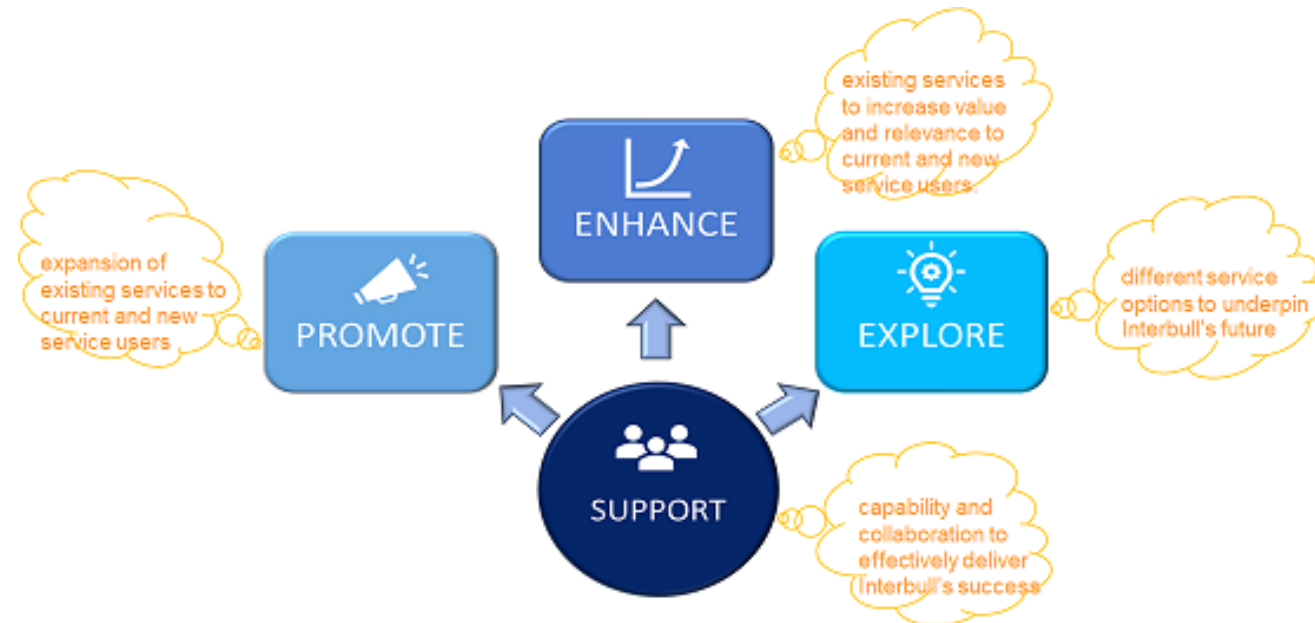 existing services
to increase value
and relevance to
current and new
service users.
ENHANCE
expansion of
existing services to
current and new
service users
PROMOTE
EXPLORE
different service
options to underpin
Interbull's future
SUPPORT
capability and
collaboration to
effectively deliver
Interbull's success